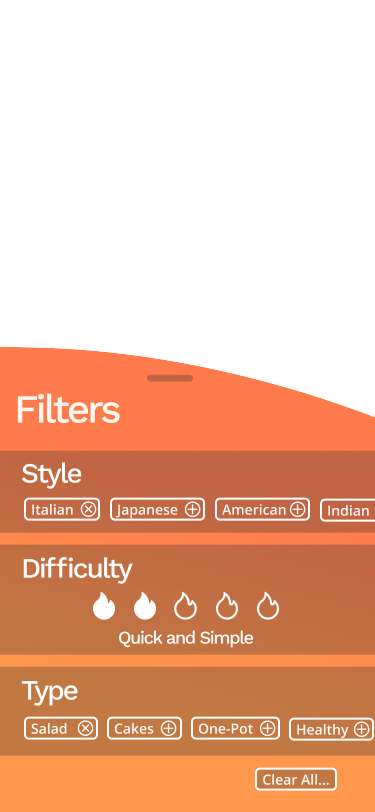 Filters
Style
Italian Japanese American Indian
Difficulty
Quick and Simple
Type
Salad Cakes One-Pot Healthy
Clear All...